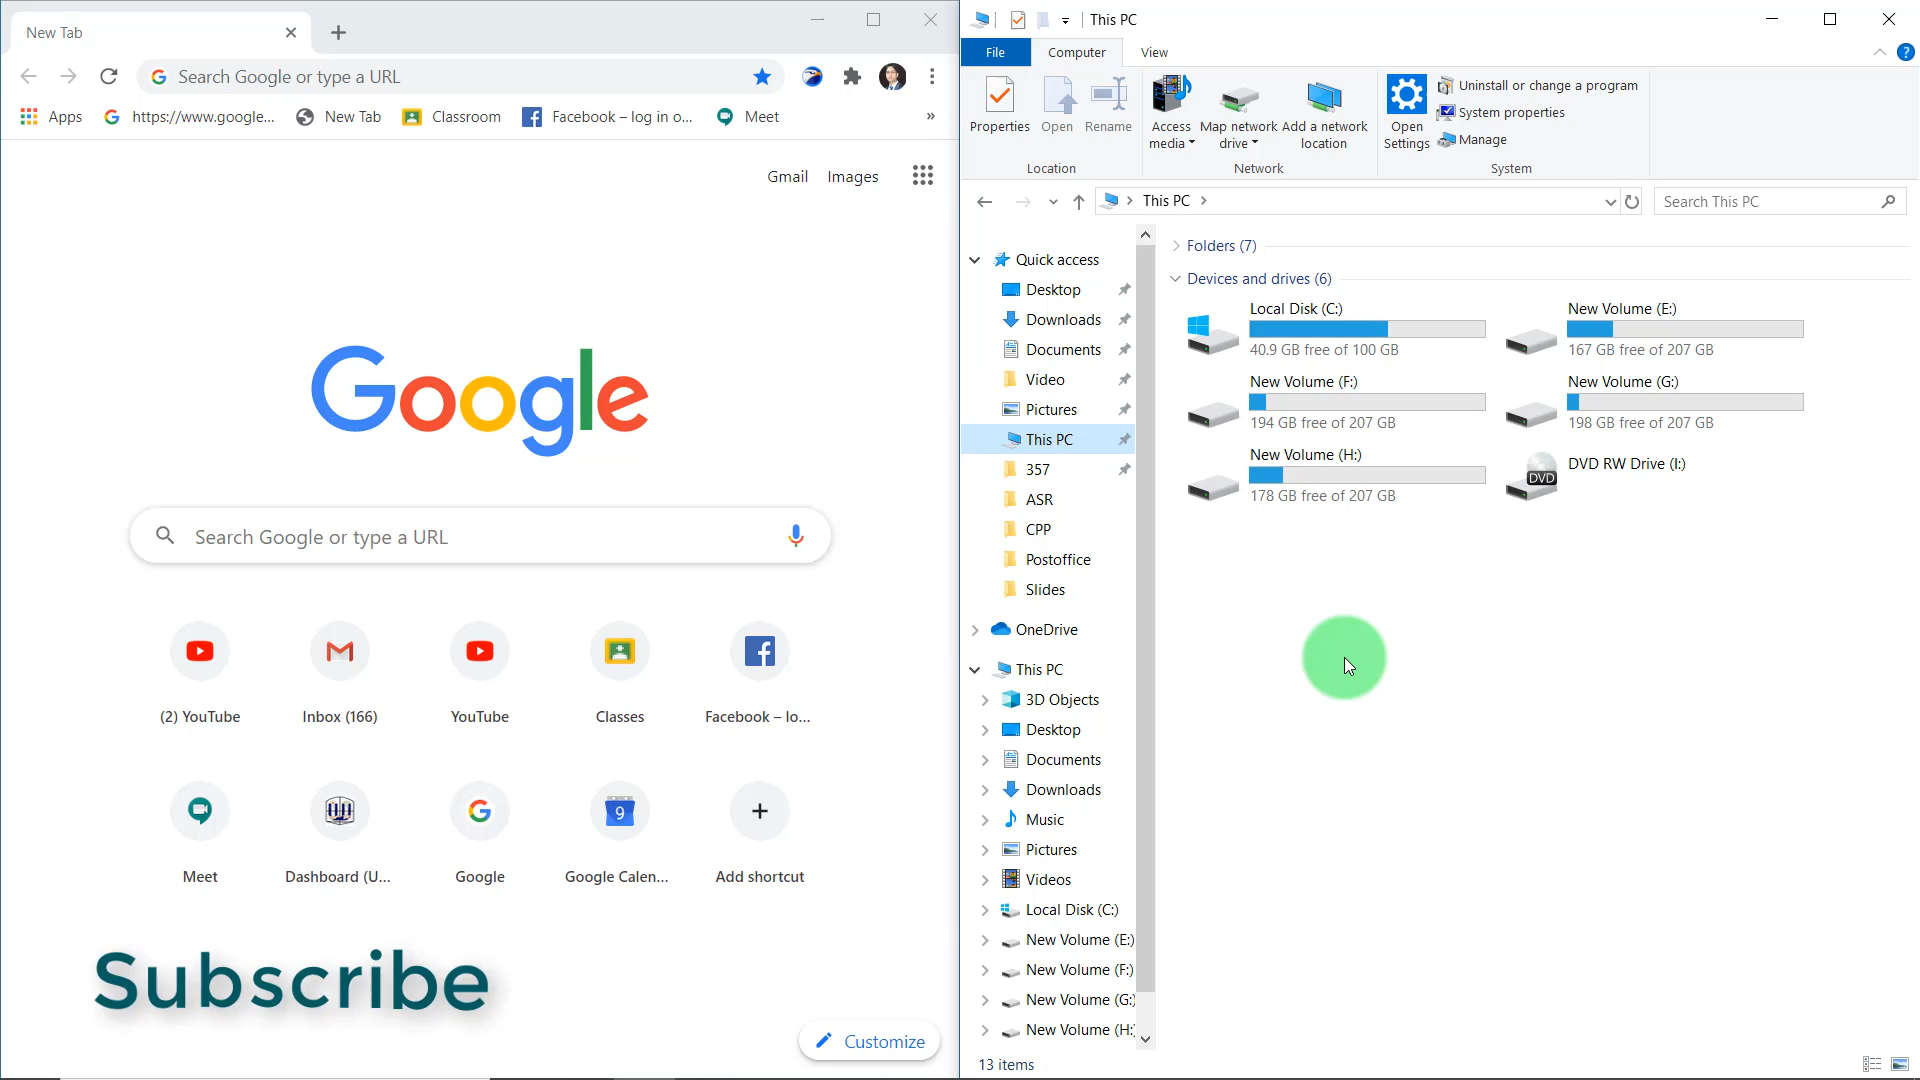 New Tab
Search Google or type a URL
Apps
https://www.google...
New Tab
Classroom
Facebook – log in o...
Meet
»
Gmail
Images
Google
Search Google or type a URL
(2) YouTube
Inbox (166)
YouTube
Classes
Facebook – lo...
Meet
Dashboard (U...
9
Google
Google Calen...
Add shortcut
Subscribe
Customize
This PC
File
Computer
View
Properties
Open
Rename
Location
Access media
Map network drive
Add a network location
Network
Open Settings
Uninstall or change a program
System properties
Manage
System
This PC
Search This PC
Quick access
Desktop
Downloads
Documents
Video
Pictures
This PC
357
ASR
CPP
Postoffice
Slides
OneDrive
This PC
3D Objects
Desktop
Documents
Downloads
Music
Pictures
Videos
Local Disk (C:)
New Volume (E:)
New Volume (F:)
New Volume (G:)
New Volume (H:)
Folders (7)
Devices and drives (6)
Local Disk (C:)
40.9 GB free of 100 GB
New Volume (E:)
167 GB free of 207 GB
New Volume (F:)
194 GB free of 207 GB
New Volume (G:)
198 GB free of 207 GB
New Volume (H:)
178 GB free of 207 GB
DVD
DVD RW Drive (I:)
13 items